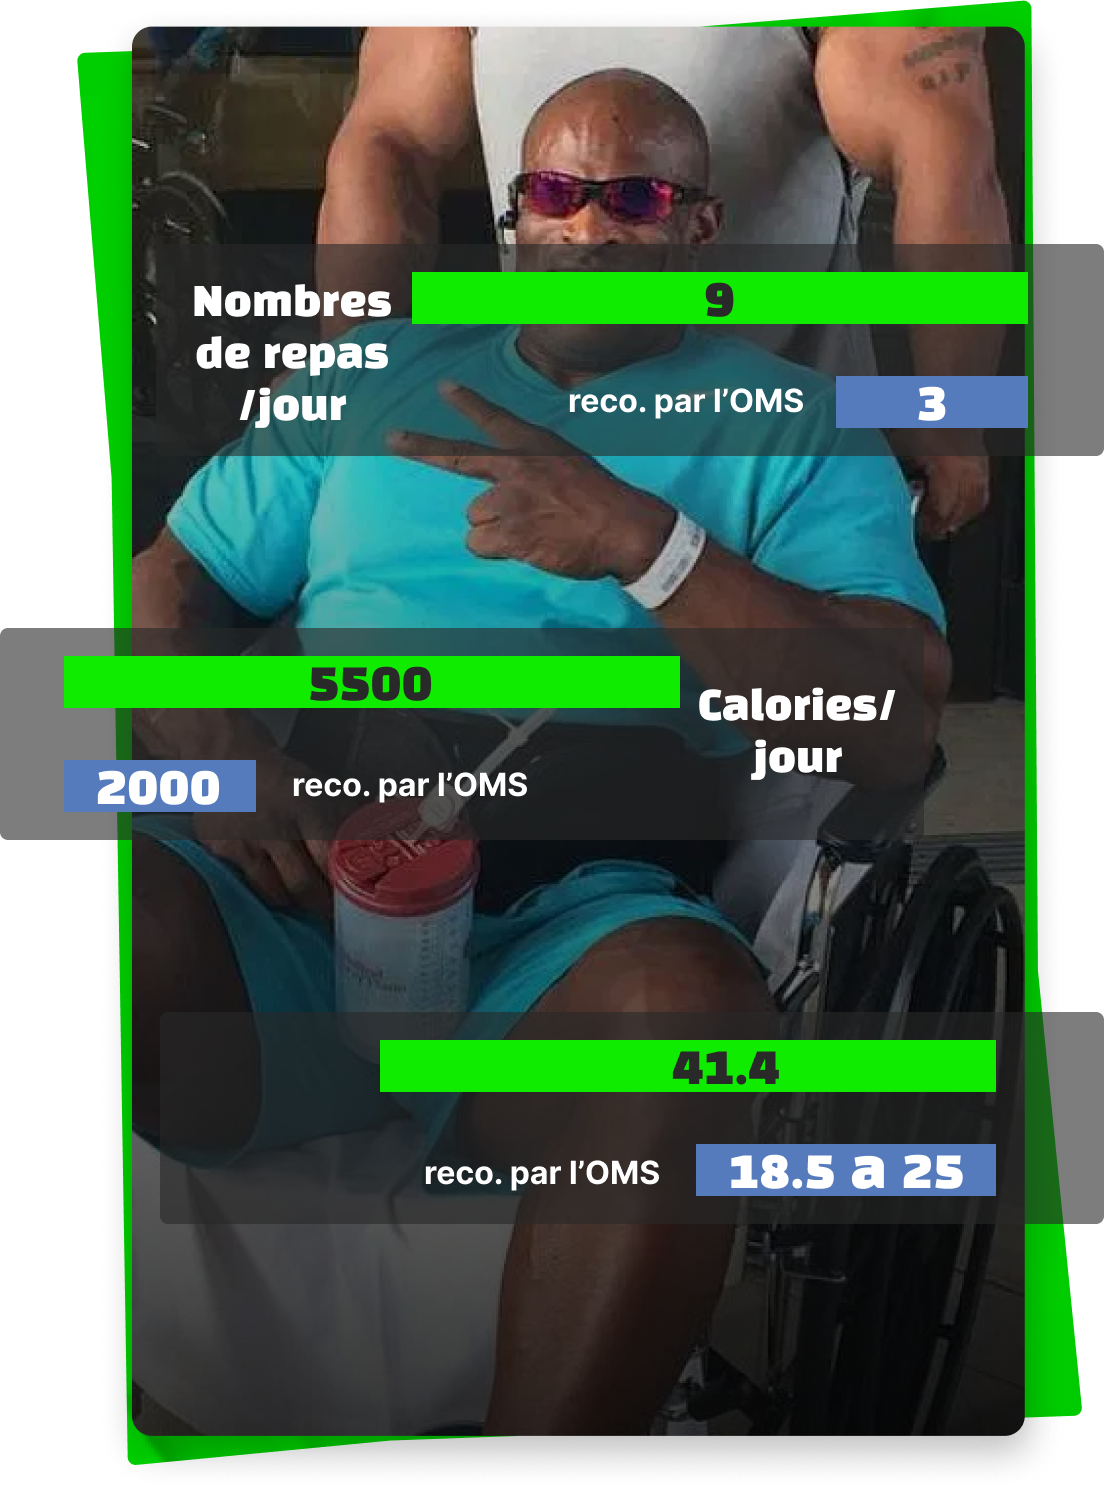 R.I.P
Nombres
de repas
/jour
9
reco. par l’OMS
3
5500
2000
reco. par l’OMS
Calories/
jour
41.4
reco. par l’OMS
18.5 a 25